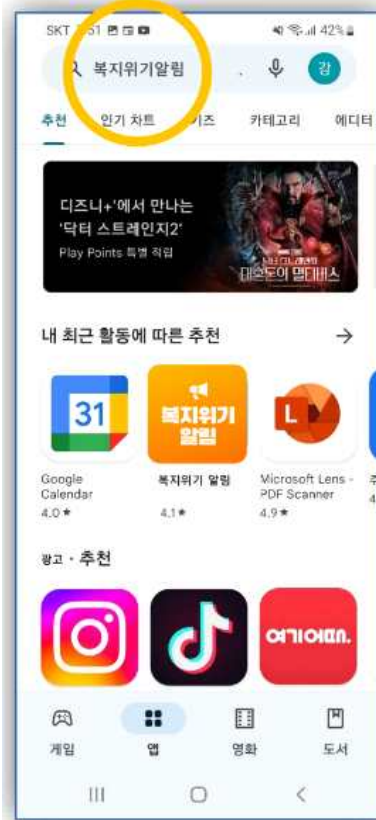 SKT
51
42%
복지위기알림
강
추천
인기 차트
카테고리
에디터
디즈니+'에서 만나는
'닥터 스트레인지2'
Play Points 특별 적립
대혼돈의 멀티버스
내 최근 활동에 따른 추천
31
복지위기
알림
L
Google
Calendar
4.0★
복지위기 알림
4.1★
Microsoft Lens -
PDF Scanner
4.9★
광고 · 추천
여기어때.
게임
앱
영화
도서